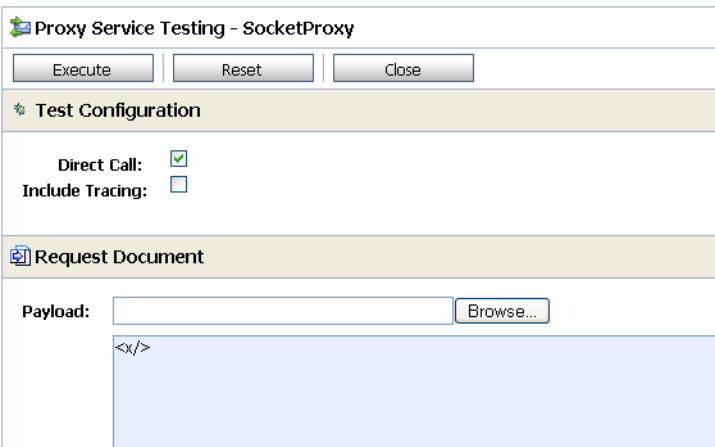 Proxy Service Testing - SocketProxy
Execute Reset Close
Test Configuration
Direct Call:
Include Tracing:
Request Document
Payload: Browse...
<x/>